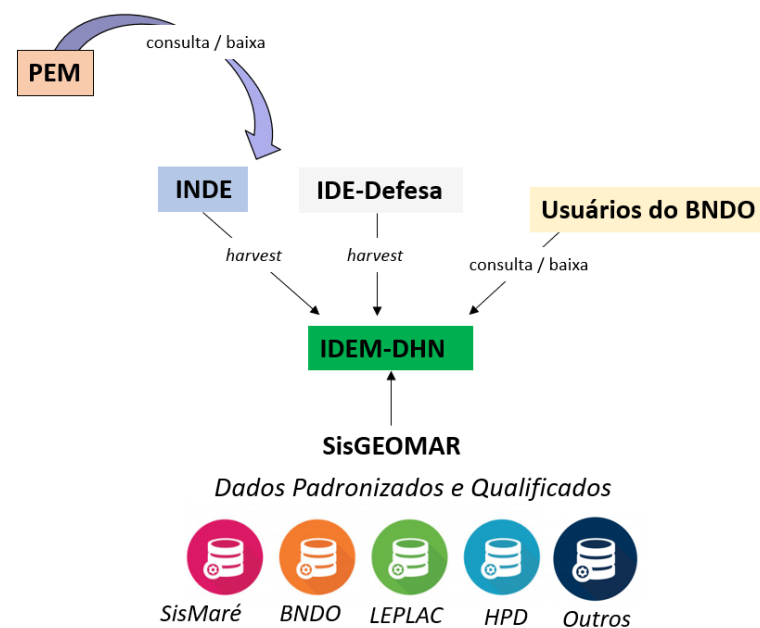 consulta / baixa
PEM
INDE
IDE-Defesa
Usuários do BNDO
harvest
harvest
consulta / baixa
IDEM-DHN
SisGEOMAR
Dados Padronizados e Qualificados
SisMaré
BNDO
LEPLAC
HPD
Outros